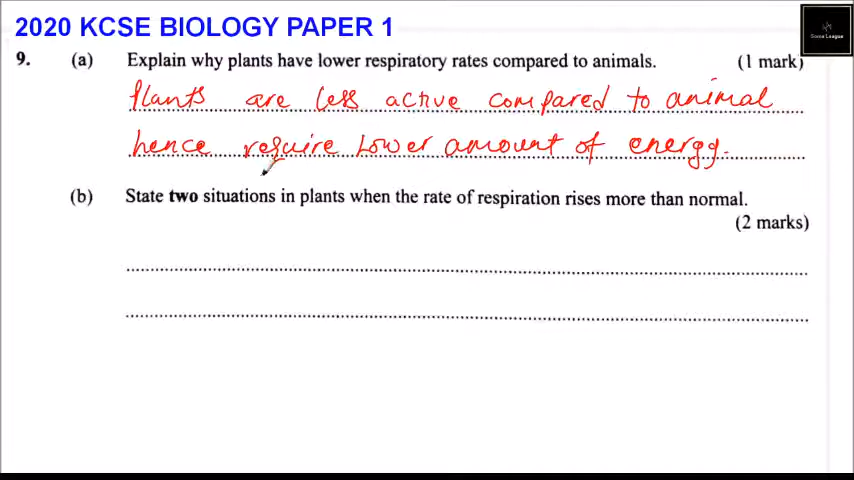 2020 KCSE BIOLOGY PAPER 1
Some League
9. (a) Explain why plants have lower respiratory rates compared to animals. (1 mark)
Plants are less active compared to animal
hence require lower amount of energy.
(b) State two situations in plants when the rate of respiration rises more than normal.
(2 marks)